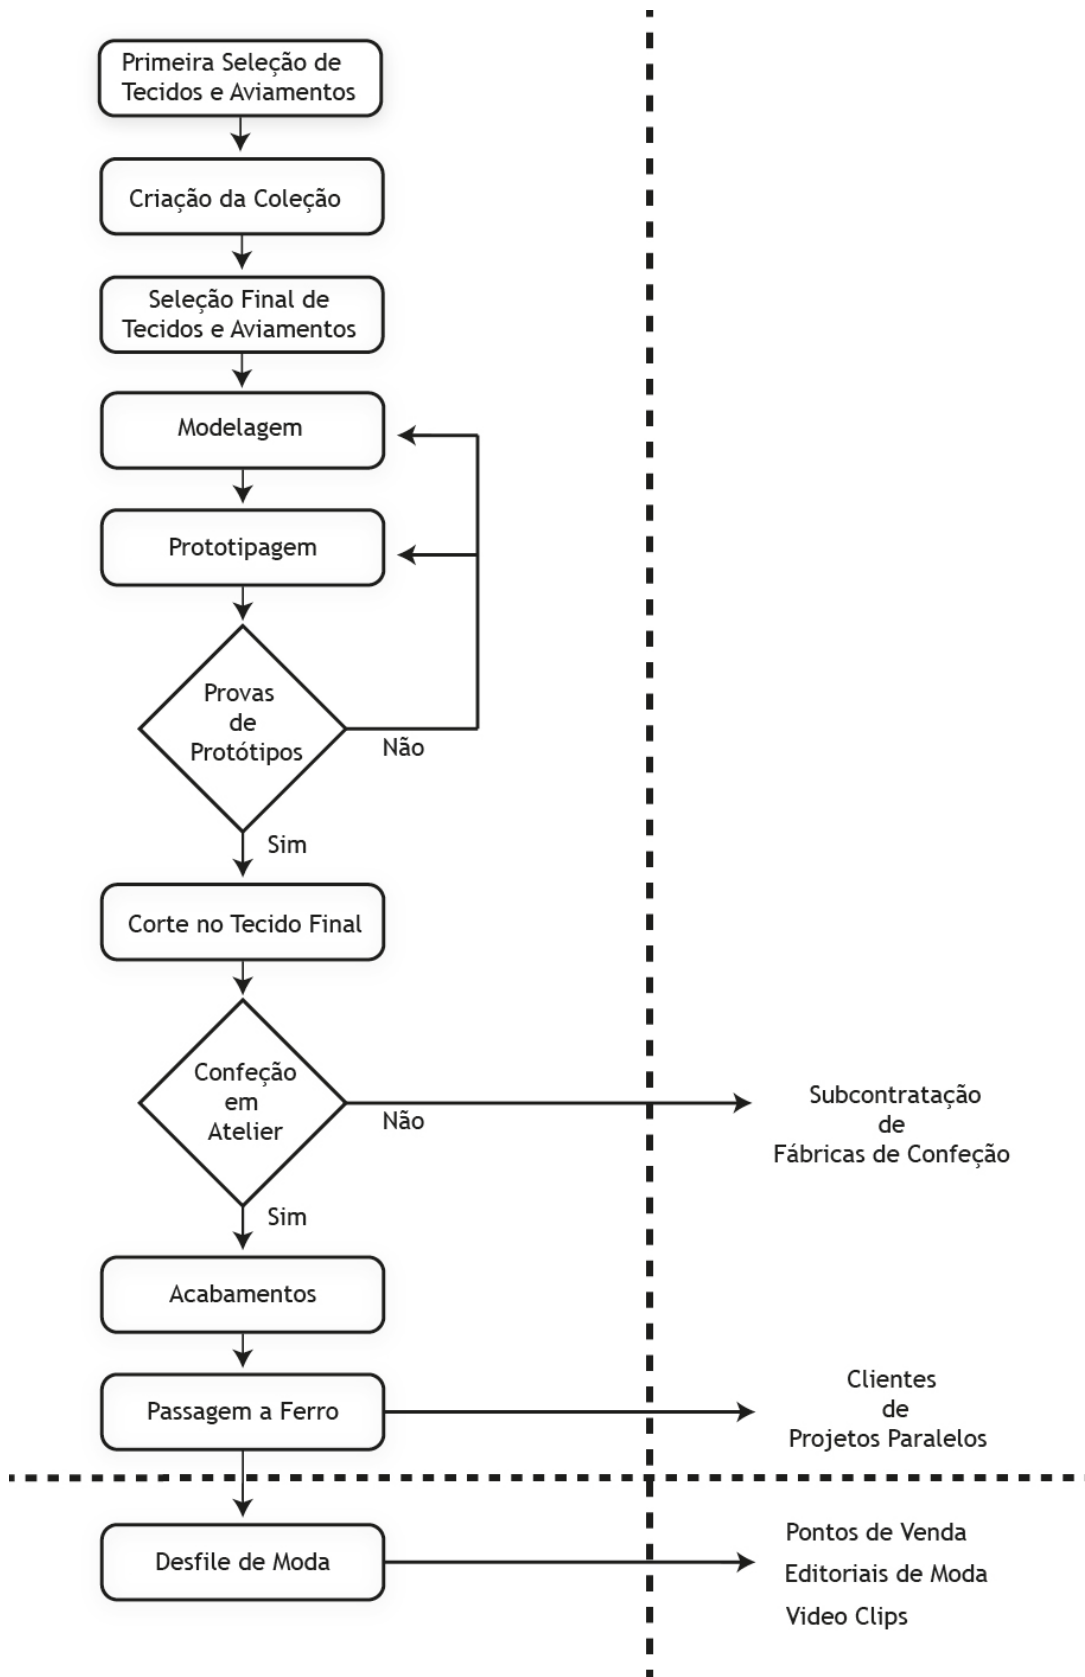 Primeira Seleção de
Tecidos e Aviamentos
Criação da Coleção
Seleção Final de
Tecidos e Aviamentos
Modelagem
Prototipagem
Provas
de
Protótipos
Não
Sim
Corte no Tecido Final
Confeção
em
Atelier
Não
Subcontratação
de
Fábricas de Confeção
Sim
Acabamentos
Passagem a Ferro
Clientes
de
Projetos Paralelos
Desfile de Moda
Pontos de Venda
Editoriais de Moda
Video Clips